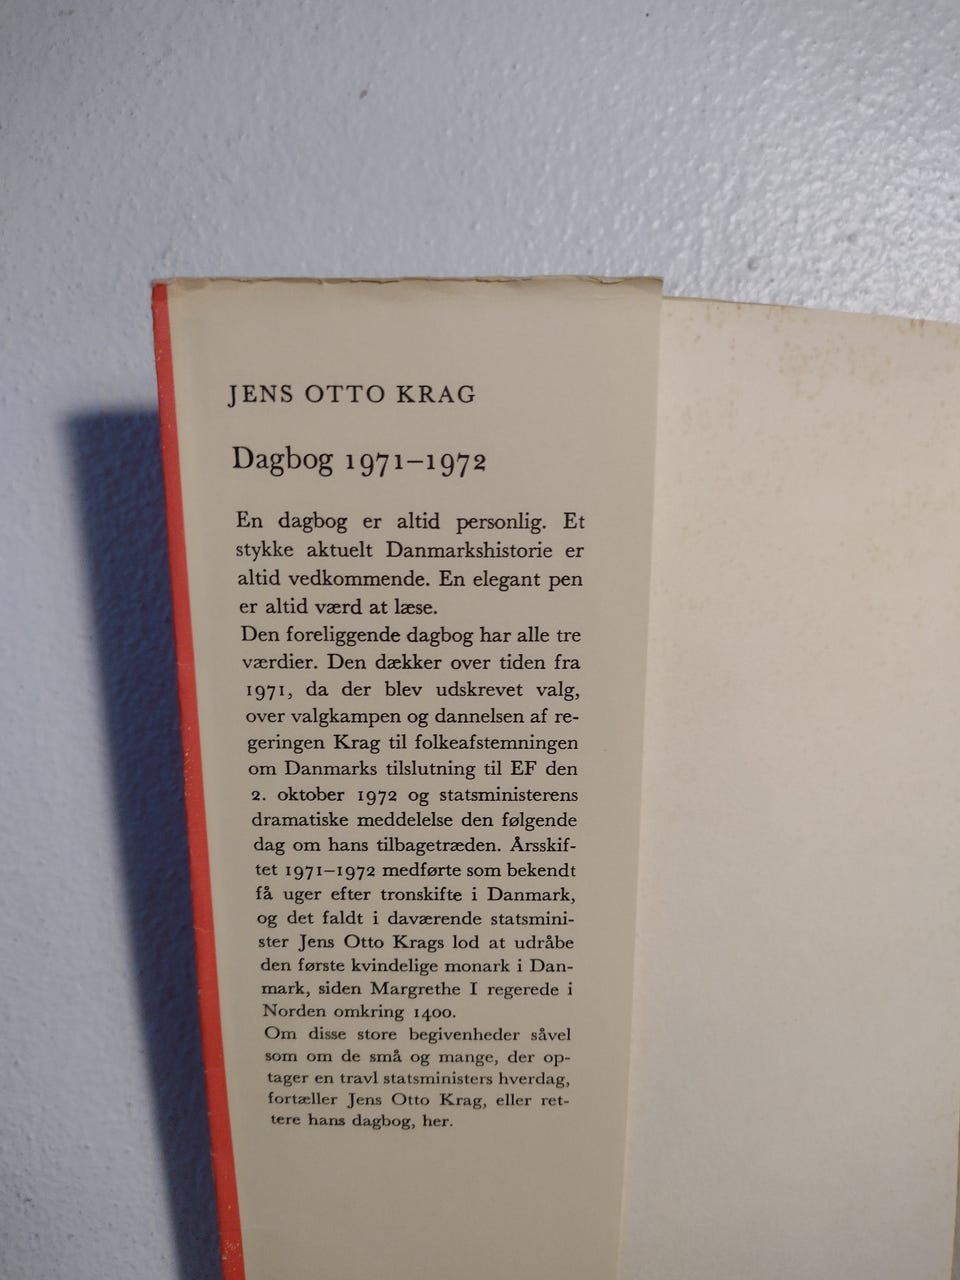 JENS OTTO KRAG
Dagbog 1971–1972
En dagbog er altid personlig. Et
stykke aktuelt Danmarkshistorie er
altid vedkommende. En elegant pen
er altid værd at læse.
Den foreliggende dagbog har alle tre
værdier. Den dækker over tiden fra
1971, da der blev udskrevet valg,
over valgkampen og dannelsen af re-
geringen Krag til folkeafstemningen
om Danmarks tilslutning til EF den
2. oktober 1972 og statsministerens
dramatiske meddelelse den følgende
dag om hans tilbagetræden. Årsskif-
tet 1971–1972 medførte som bekendt
få uger efter tronskifte i Danmark,
og det faldt i daværende statsmini-
ster Jens Otto Krags lod at udråbe
den første kvindelige monark i Dan-
mark, siden Margrethe I regerede i
Norden omkring 1400.
Om disse store begivenheder såvel
som om de små og mange, der op-
tager en travl statsministers hverdag,
fortæller Jens Otto Krag, eller ret-
tere hans dagbog, her.